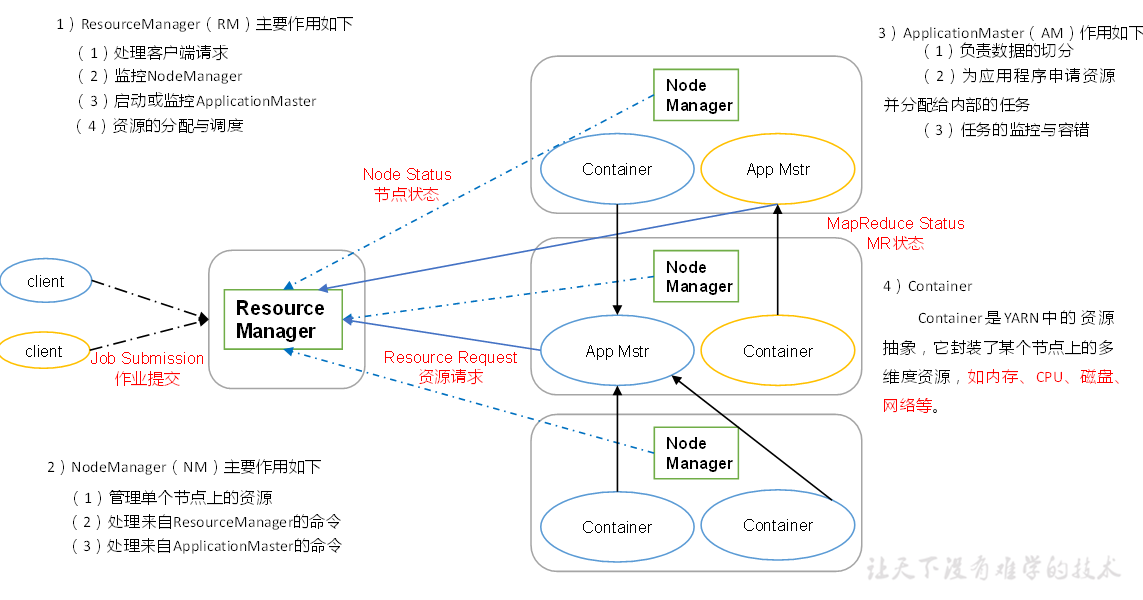 1）ResourceManager（RM）主要作用如下
（1）处理客户端请求
（2）监控NodeManager
（3）启动或监控ApplicationMaster
（4）资源的分配与调度
3）ApplicationMaster（AM）作用如下
（1）负责数据的切分
（2）为应用程序申请资源
并分配给内部的任务
（3）任务的监控与容错
Node
Manager
Container
App Mstr
Node Status
节点状态
MapReduce Status
MR状态
client
client
Resource
Manager
Job Submission
作业提交
Resource Request
资源请求
Node
Manager
App Mstr
Container
4）Container
Container是YARN中的资源
抽象，它封装了某个节点上的多
维度资源，如内存、CPU、磁盘、
网络等。
Node
Manager
Container
Container
2）NodeManager（NM）主要作用如下
（1）管理单个节点上的资源
（2）处理来自ResourceManager的命令
（3）处理来自ApplicationMaster的命令
让天下没有难学的技术